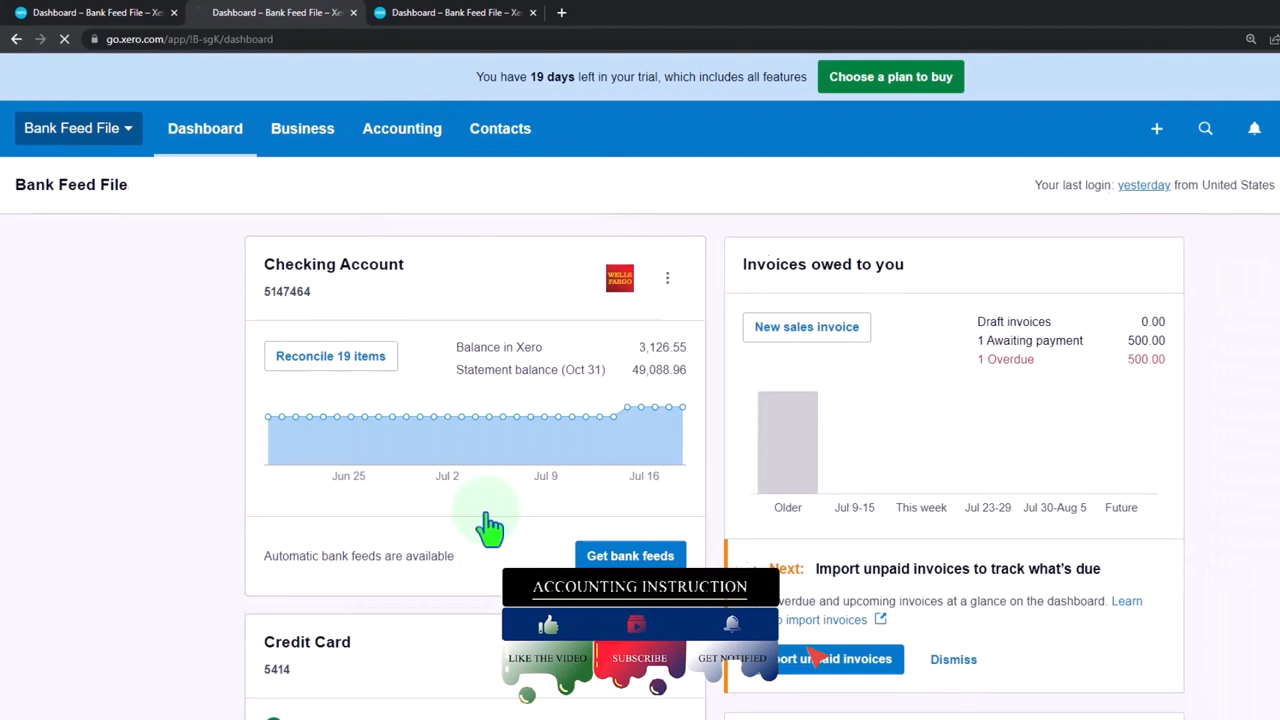 Dashboard – Bank Feed File – Xe
Dashboard – Bank Feed File – Xe
Dashboard – Bank Feed File – Xe
go.xero.com/app/!B-sgK/dashboard
You have 19 days left in your trial, which includes all features
Choose a plan to buy
Bank Feed File
Dashboard
Business
Accounting
Contacts
Bank Feed File
Your last login: yesterday from United States
Checking Account
5147464
WELLS
FARGO
Reconcile 19 items
Balance in Xero 3,126.55
Statement balance (Oct 31) 49,088.96
Jun 25 Jul 2 Jul 9 Jul 16
Automatic bank feeds are available
Get bank feeds
Credit Card
5414
Invoices owed to you
New sales invoice
Draft invoices 0.00
1 Awaiting payment 500.00
1 Overdue 500.00
Older Jul 9-15 This week Jul 23-29 Jul 30-Aug 5 Future
Next: Import unpaid invoices to track what's due
verdue and upcoming invoices at a glance on the dashboard. Learn
import invoices
ort unpaid invoices
Dismiss
ACCOUNTING INSTRUCTION
LIKE THE VIDEO
SUBSCRIBE
GET NOTIFIED